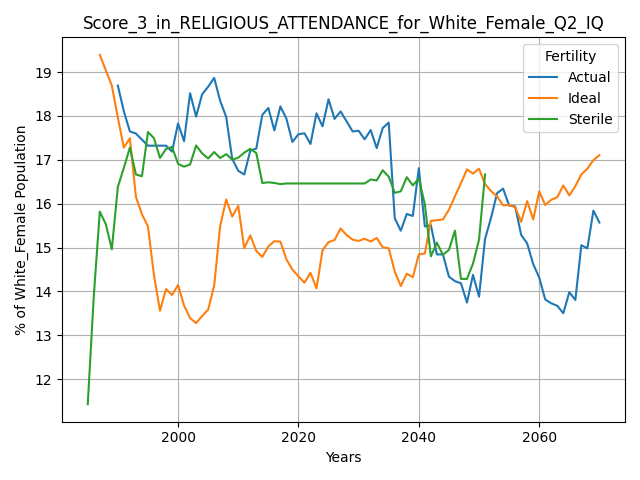 Score_3_in_RELIGIOUS_ATTENDANCE_for_White_Female_Q2_IQ
Fertility
Actual
Ideal
Sterile
% of White_Female Population
19
18
17
16
15
14
13
12
2000
2020
2040
2060
Years